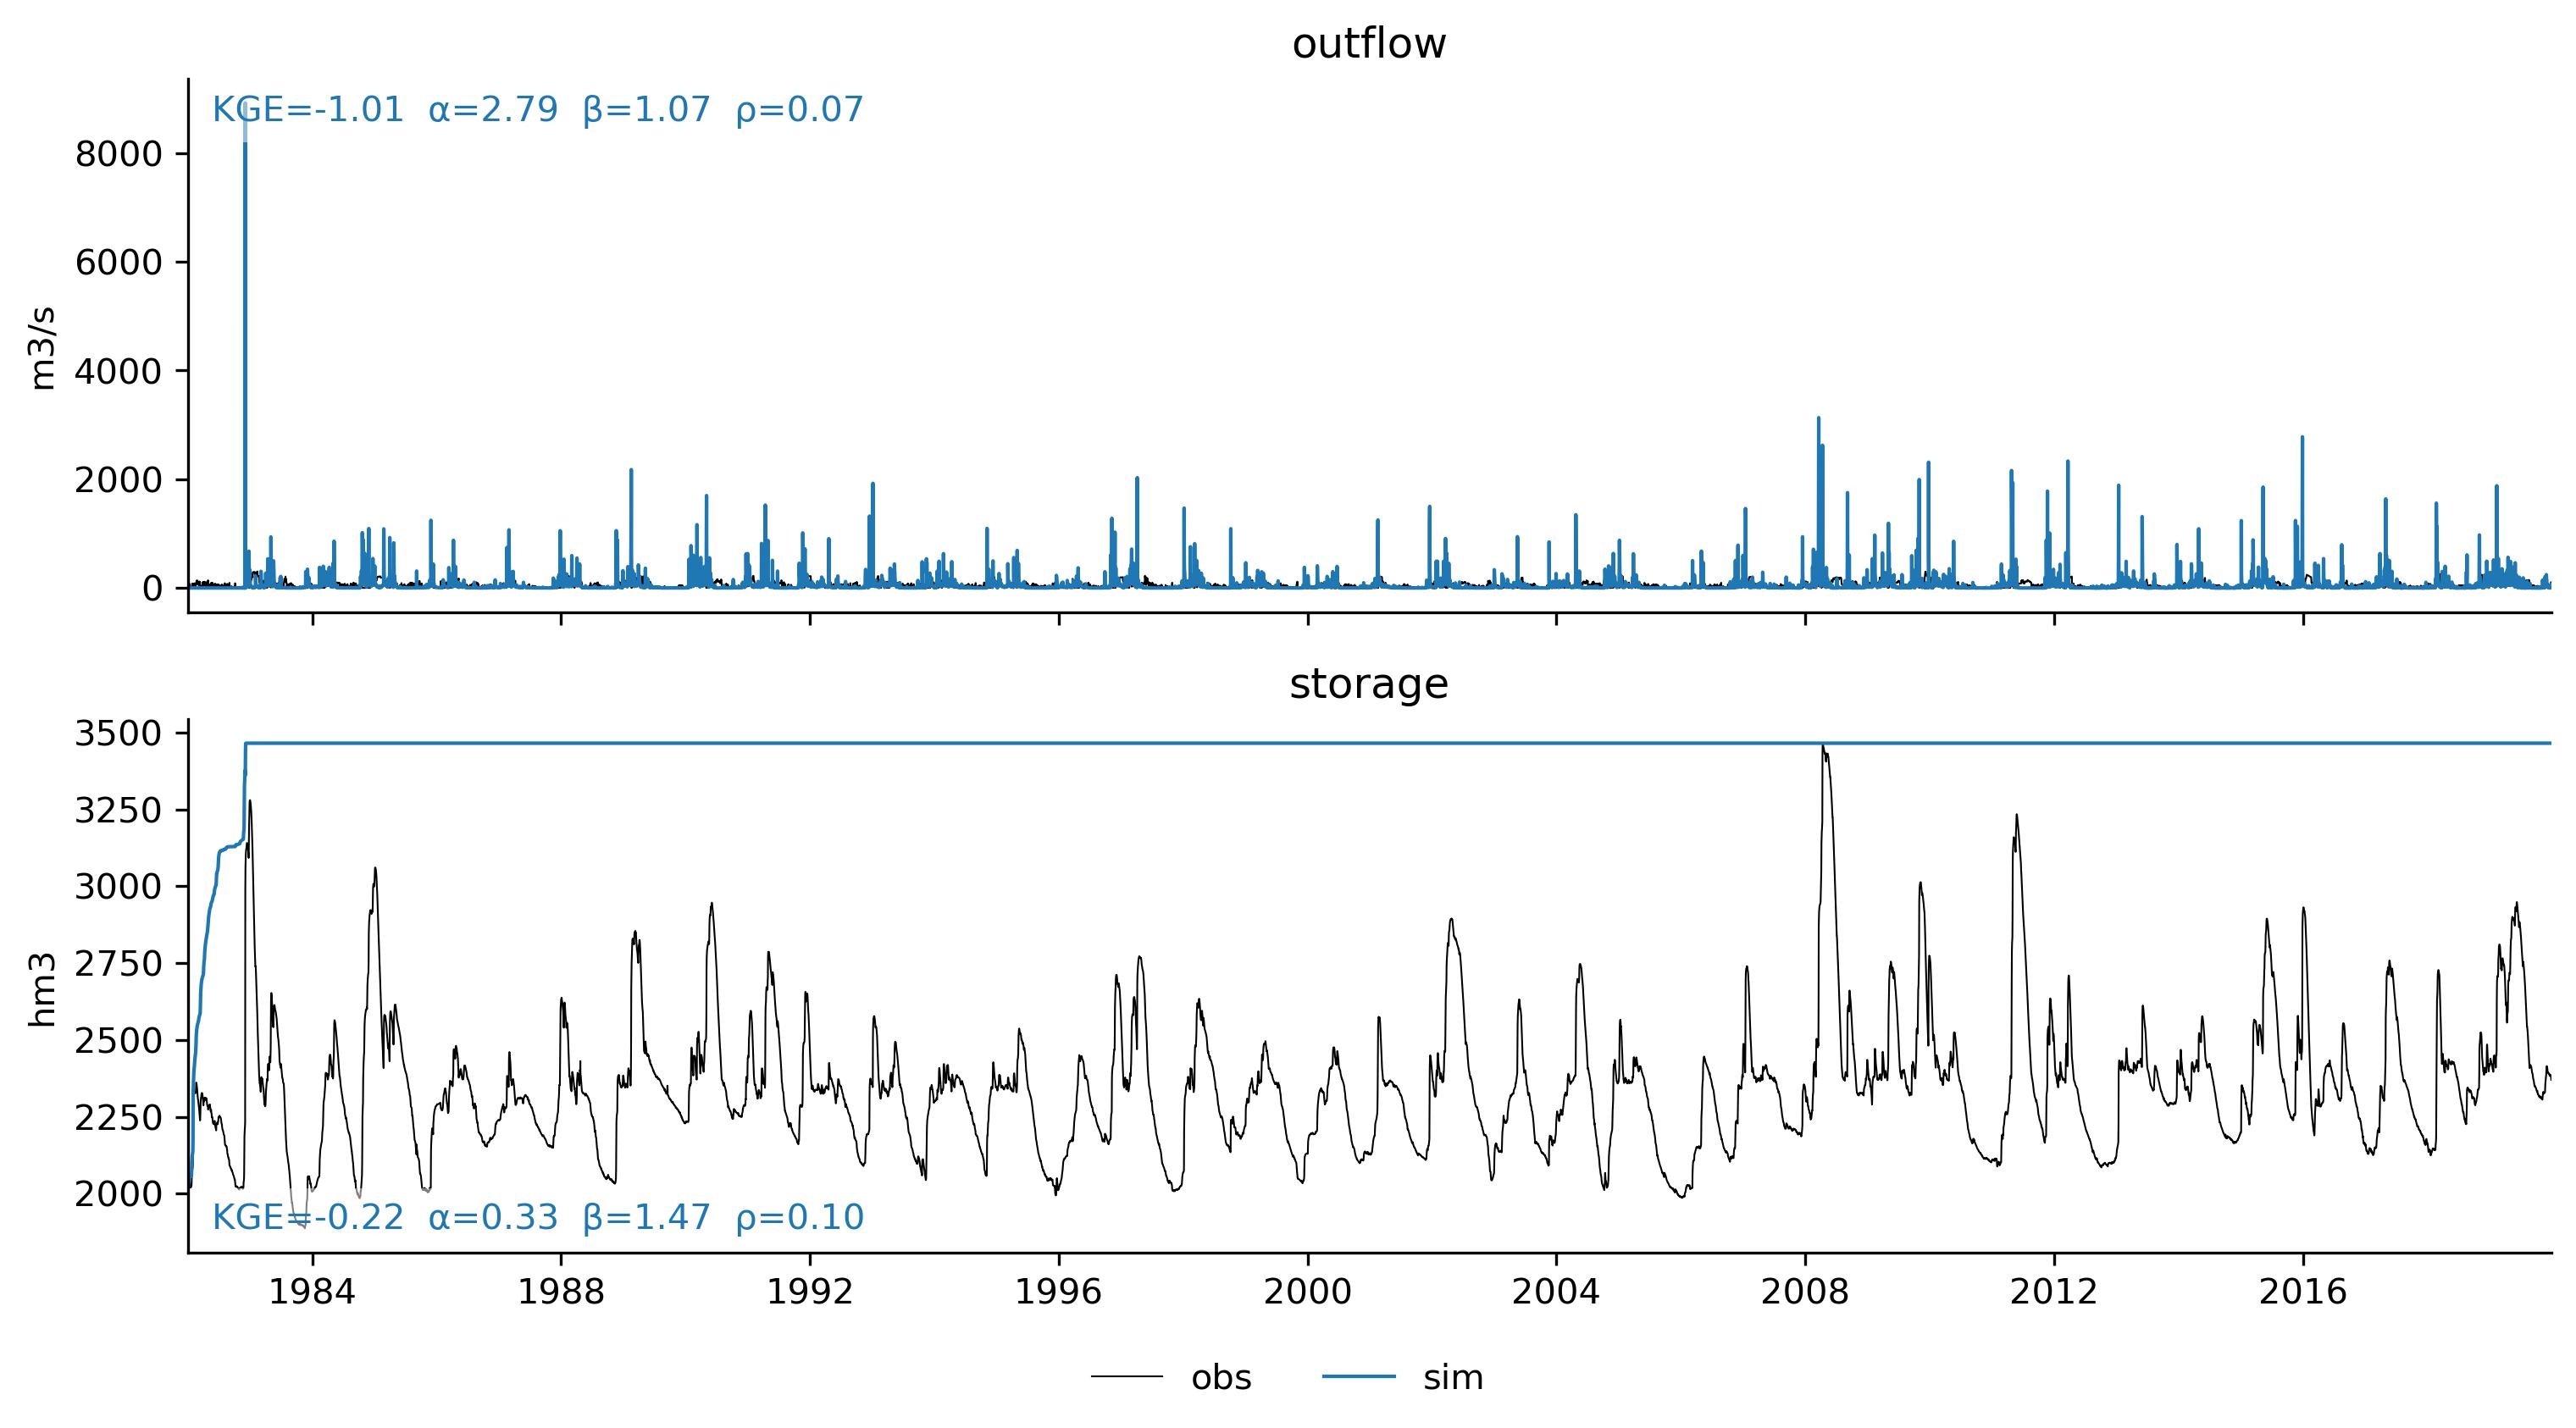 outflow
KGE=-1.01 α=2.79 β=1.07 ρ=0.07
8000
6000
4000
2000
0
m3/s
storage
3500
3250
3000
2750
2500
2250
2000
hm3
KGE=-0.22 α=0.33 β=1.47 ρ=0.10
1984 1988 1992 1996 2000 2004 2008 2012 2016
obs sim